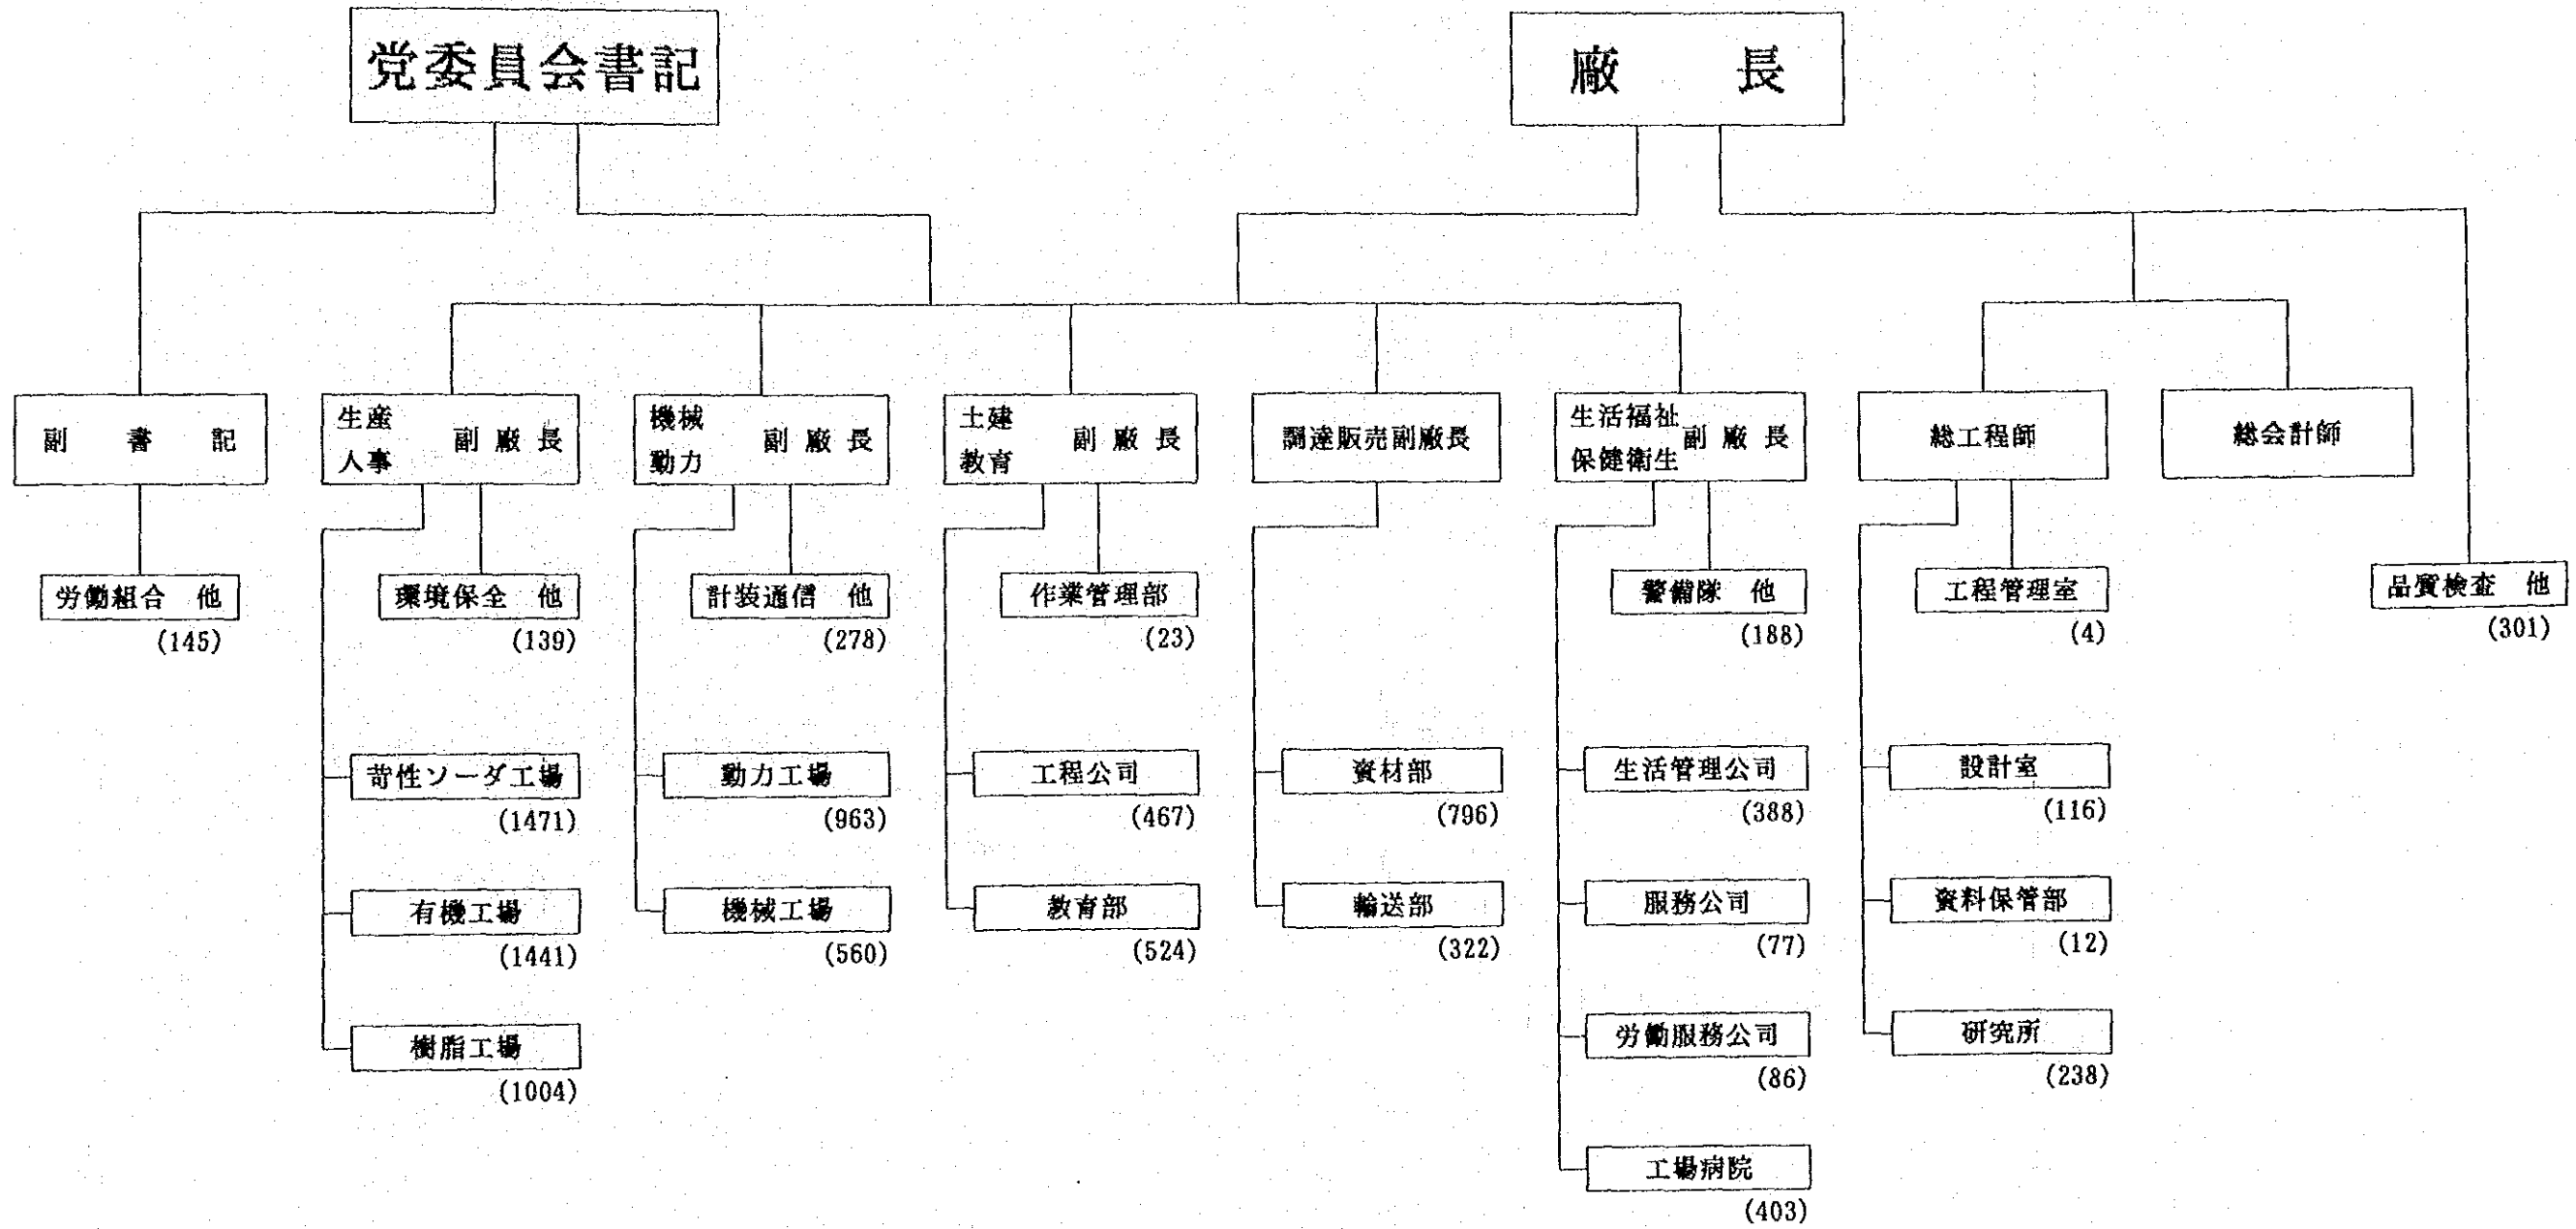 党委員会書記
廠 長
副 書 記
生産
人事
副 廠 長
機械
動力
副 廠 長
土建
教育
副 廠 長
調達販売副廠長
生活福祉
保健衛生
副 廠 長
総工程師
総会計師
労働組合 他
(145)
環境保全 他
(139)
計装通信 他
(278)
作業管理部
(23)
警備隊 他
(188)
工程管理室
(4)
品質検査 他
(301)
苛性ソーダ工場
(1471)
動力工場
(963)
工程公司
(467)
資材部
(796)
生活管理公司
(388)
設計室
(116)
有機工場
(1441)
機械工場
(560)
教育部
(524)
輸送部
(322)
服務公司
(77)
資料保管部
(12)
樹脂工場
(1004)
労働服務公司
(86)
研究所
(238)
工場病院
(403)